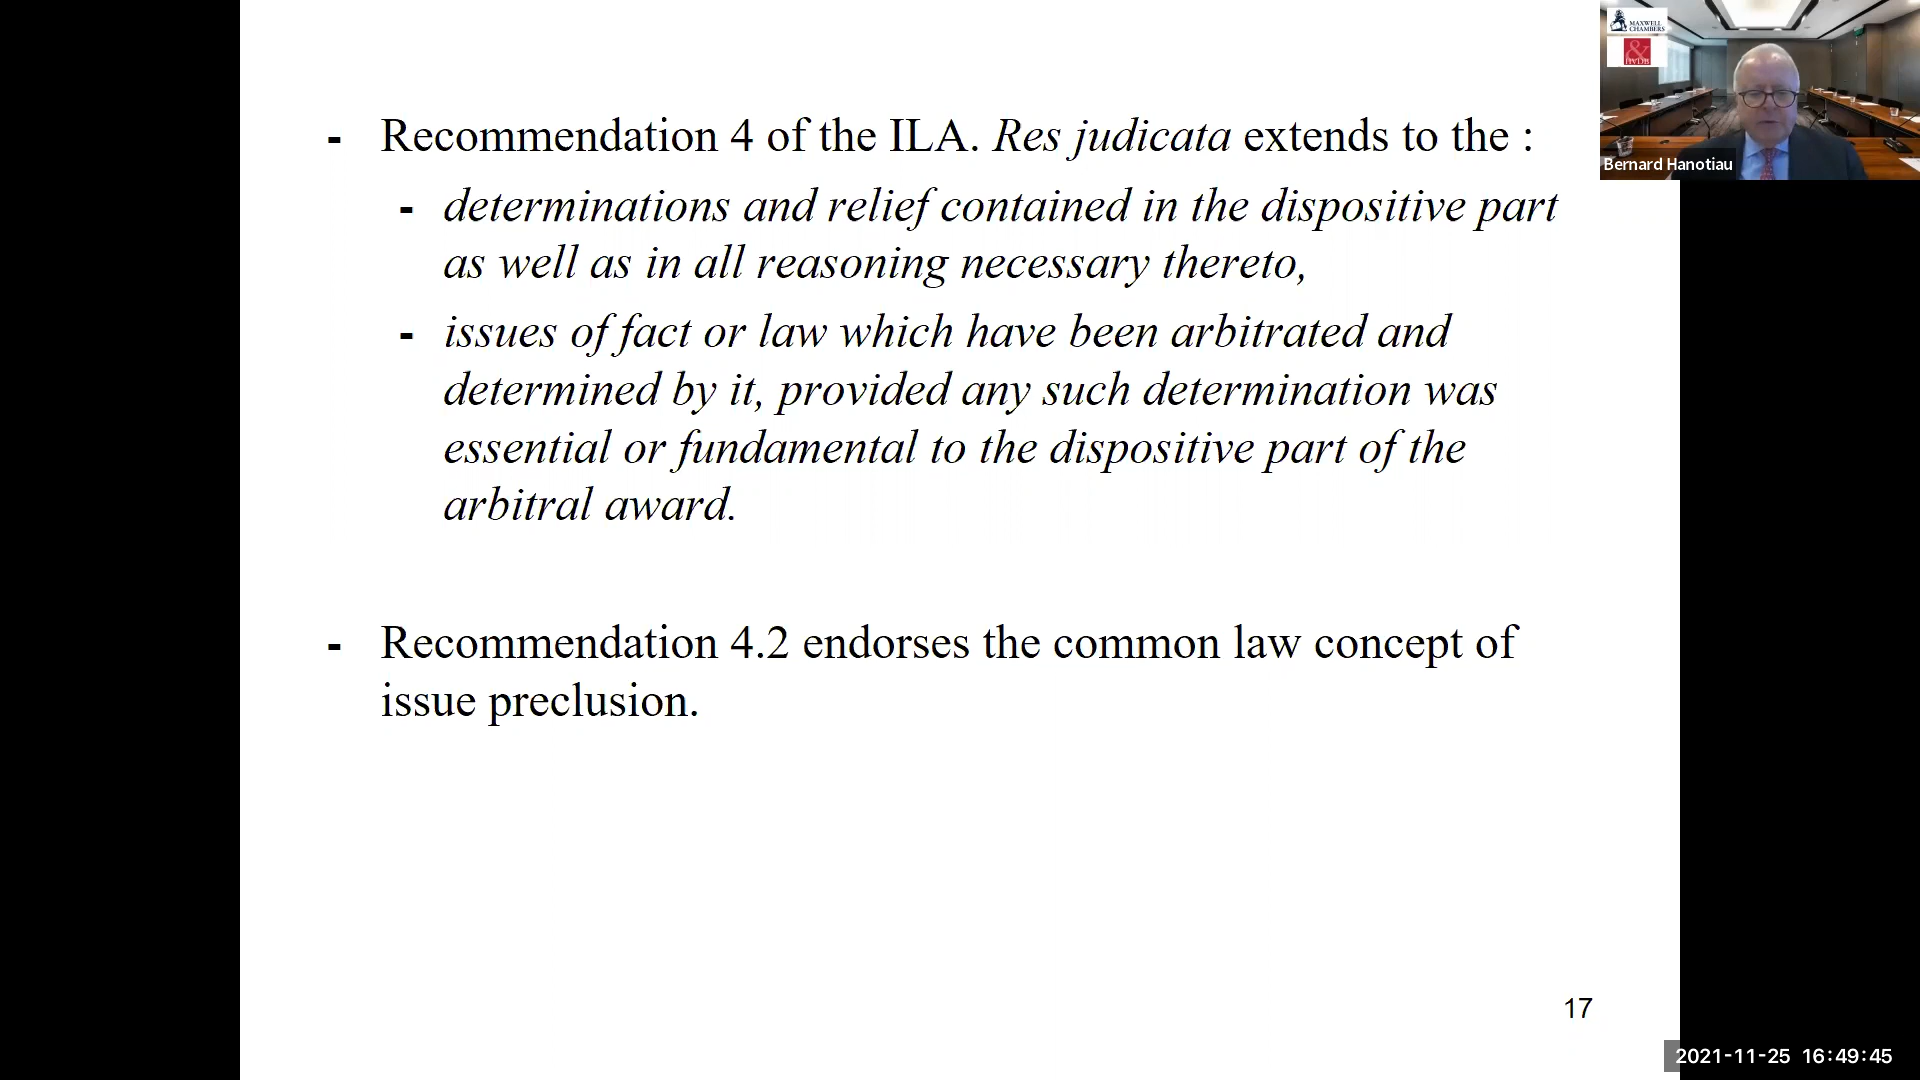 - Recommendation 4 of the ILA. Res judicata extends to the :
- determinations and relief contained in the dispositive part
as well as in all reasoning necessary thereto,
- issues of fact or law which have been arbitrated and
determined by it, provided any such determination was
essential or fundamental to the dispositive part of the
arbitral award.
- Recommendation 4.2 endorses the common law concept of
issue preclusion.
17
MAXWELL
CHAMBERS
&
HVDB
Bernard Hanotiau
2021-11-25 16:49:45